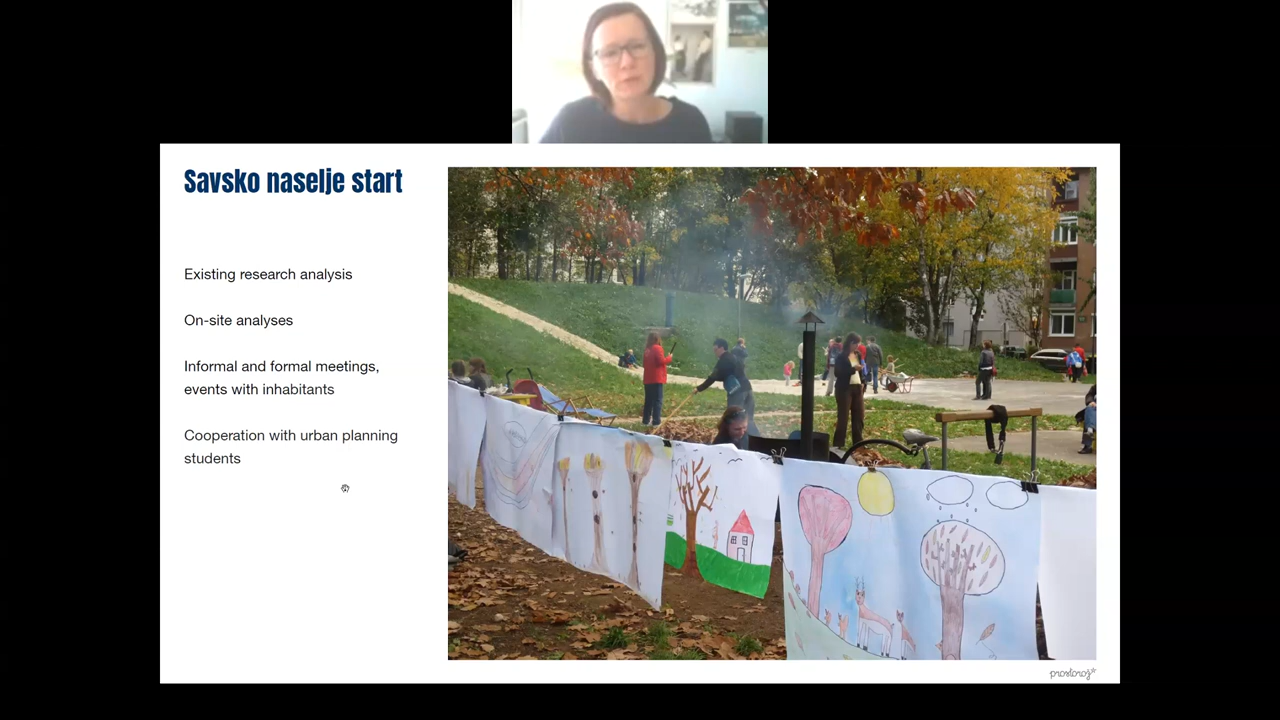 Savsko naselje start
Existing research analysis
On-site analyses
Informal and formal meetings,
events with inhabitants
Cooperation with urban planning
students
prostorož*